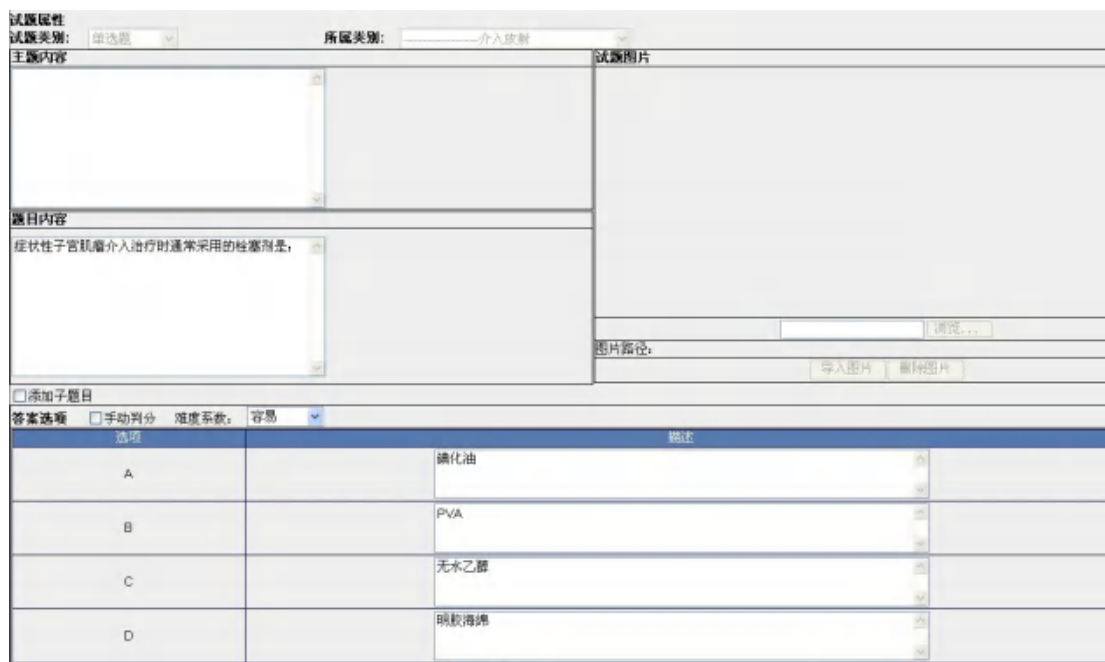 试题属性
试题类别: 单选题 所属类别: --------------------介入放射
主题内容 试题图片
题目内容
症状性子宫肌瘤介入治疗时通常采用的栓塞剂是:
浏览...
图片路径:
导入图片 删除图片
添加子题目
答案选项 手动判分 难度系数: 容易
选项 描述
A 碘化油
B PVA
C 无水乙醇
D 明胶海绵